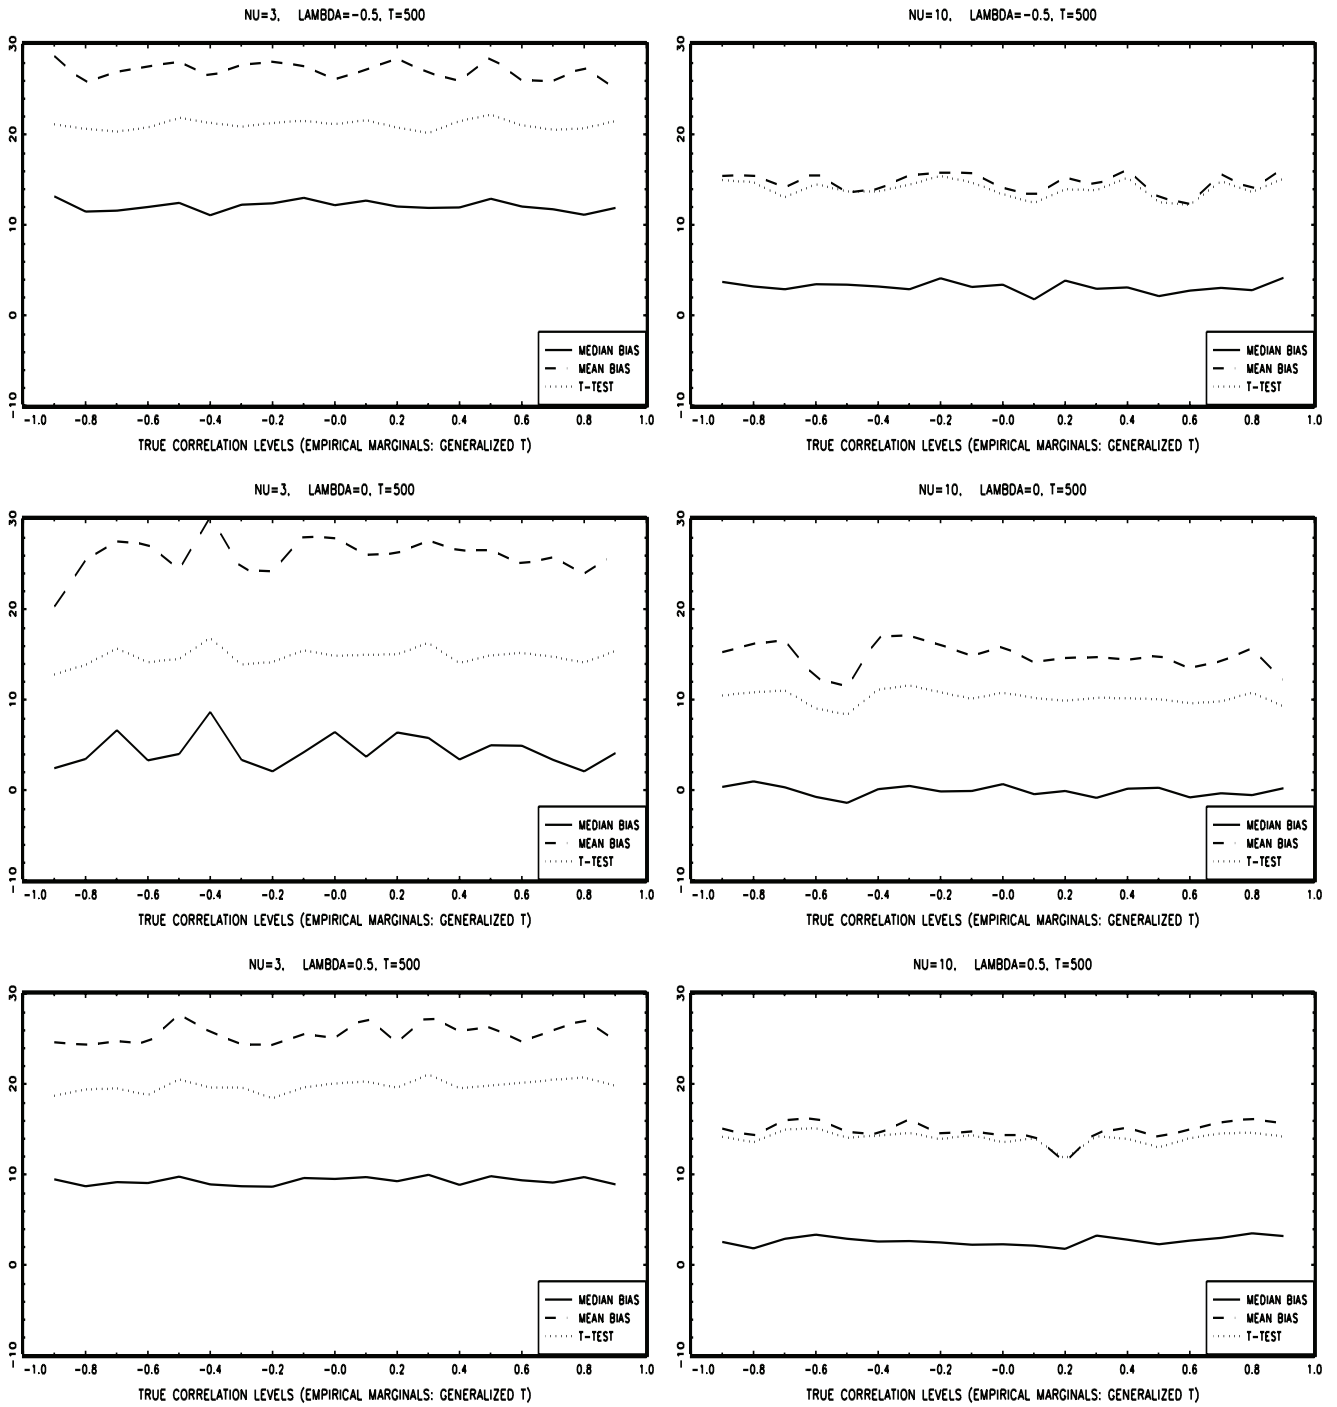 NU=3, LAMBDA=-0.5, T=500
30
20
10
0
-10
MEDIAN BIAS
MEAN BIAS
T-TEST
-1.0 -0.8 -0.6 -0.4 -0.2 -0.0 0.2 0.4 0.6 0.8 1.0
TRUE CORRELATION LEVELS (EMPIRICAL MARGINALS: GENERALIZED T)
NU=10, LAMBDA=-0.5, T=500
30
20
10
0
-10
MEDIAN BIAS
MEAN BIAS
T-TEST
-1.0 -0.8 -0.6 -0.4 -0.2 -0.0 0.2 0.4 0.6 0.8 1.0
TRUE CORRELATION LEVELS (EMPIRICAL MARGINALS: GENERALIZED T)
NU=3, LAMBDA=0, T=500
30
20
10
0
-10
MEDIAN BIAS
MEAN BIAS
T-TEST
-1.0 -0.8 -0.6 -0.4 -0.2 -0.0 0.2 0.4 0.6 0.8 1.0
TRUE CORRELATION LEVELS (EMPIRICAL MARGINALS: GENERALIZED T)
NU=10, LAMBDA=0, T=500
30
20
10
0
-10
MEDIAN BIAS
MEAN BIAS
T-TEST
-1.0 -0.8 -0.6 -0.4 -0.2 -0.0 0.2 0.4 0.6 0.8 1.0
TRUE CORRELATION LEVELS (EMPIRICAL MARGINALS: GENERALIZED T)
NU=3, LAMBDA=0.5, T=500
30
20
10
0
-10
MEDIAN BIAS
MEAN BIAS
T-TEST
-1.0 -0.8 -0.6 -0.4 -0.2 -0.0 0.2 0.4 0.6 0.8 1.0
TRUE CORRELATION LEVELS (EMPIRICAL MARGINALS: GENERALIZED T)
NU=10, LAMBDA=0.5, T=500
30
20
10
0
-10
MEDIAN BIAS
MEAN BIAS
T-TEST
-1.0 -0.8 -0.6 -0.4 -0.2 -0.0 0.2 0.4 0.6 0.8 1.0
TRUE CORRELATION LEVELS (EMPIRICAL MARGINALS: GENERALIZED T)